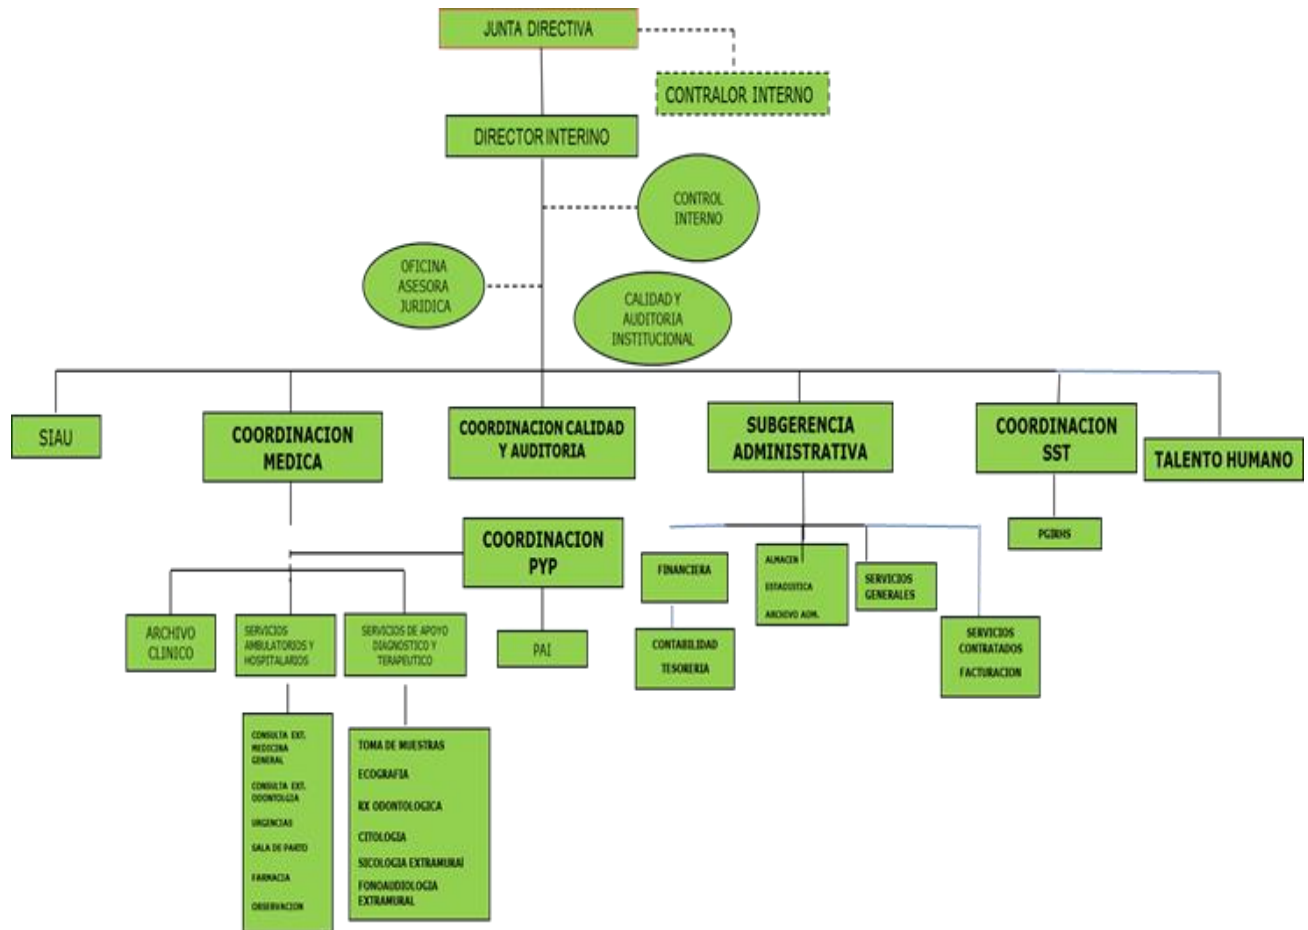 JUNTA DIRECTIVA
CONTRALOR INTERNO
DIRECTOR INTERINO
CONTROL
INTERNO
OFICINA
ASESORA
JURIDICA
CALIDAD Y
AUDITORIA
INSTITUCIONAL
SIAU
COORDINACION
MEDICA
COORDINACION CALIDAD
Y AUDITORIA
SUBGERENCIA
ADMINISTRATIVA
COORDINACION
SST
TALENTO HUMANO
COORDINACION
PYP
PGIRHS
FINANCIERA
ALMACEN
ESTADISTICA
ARCHIVO ADM.
SERVICIOS
GENERALES
ARCHIVO
CLINICO
SERVICIOS
AMBULATORIOS Y
HOSPITALARIOS
SERVICIOS DE APOYO
DIAGNOSTICO Y
TERAPEUTICO
PAI
CONTABILIDAD
TESORERIA
SERVICIOS
CONTRATADOS
FACTURACION
CONSULTA EXT.
MEDICINA
GENERAL
CONSULTA EXT.
ODONTOLGIA
URGENCIAS
SALA DE PARTO
FARMACIA
OBSERVACION
TOMA DE MUESTRAS
ECOGRAFIA
RX ODONTOLOGICA
CITOLOGIA
SICOLOGIA EXTRAMURAl
FONOAUDIOLOGIA
EXTRAMURAL